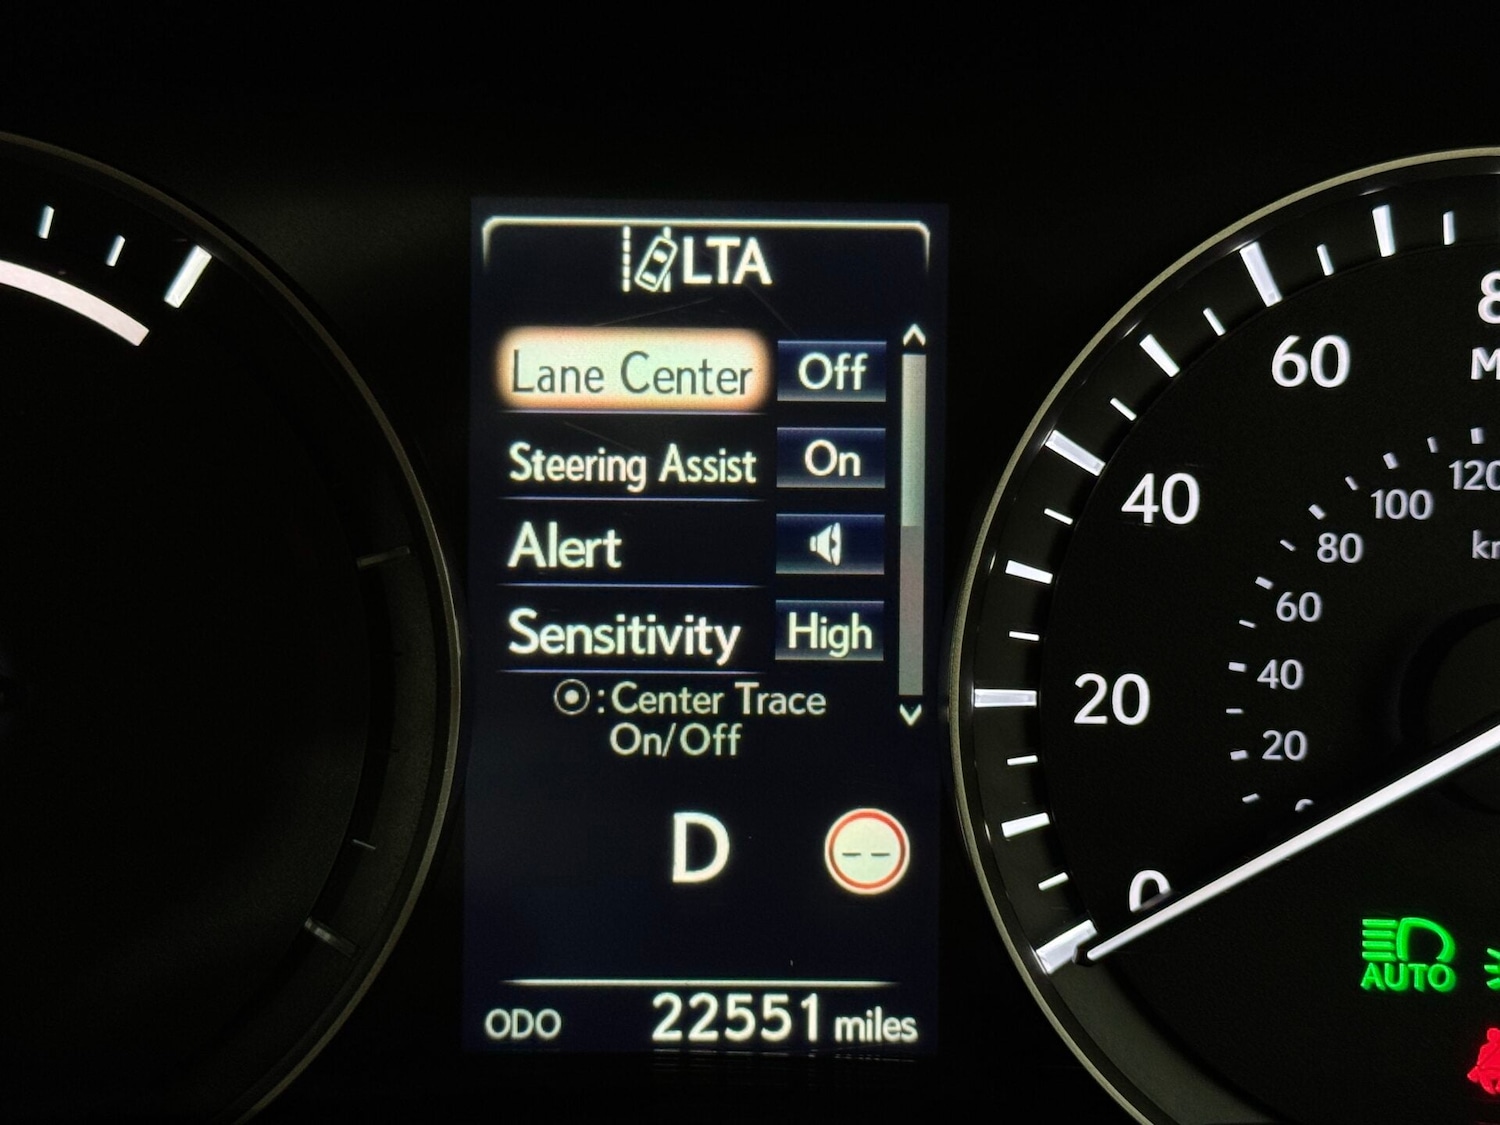 LTA
Lane Center Off
Steering Assist On
Alert
Sensitivity High
: Center Trace
On/Off
D
-- 
ODO 22551 miles
60
40
20
0
120
100
80
60
40
20
AUTO